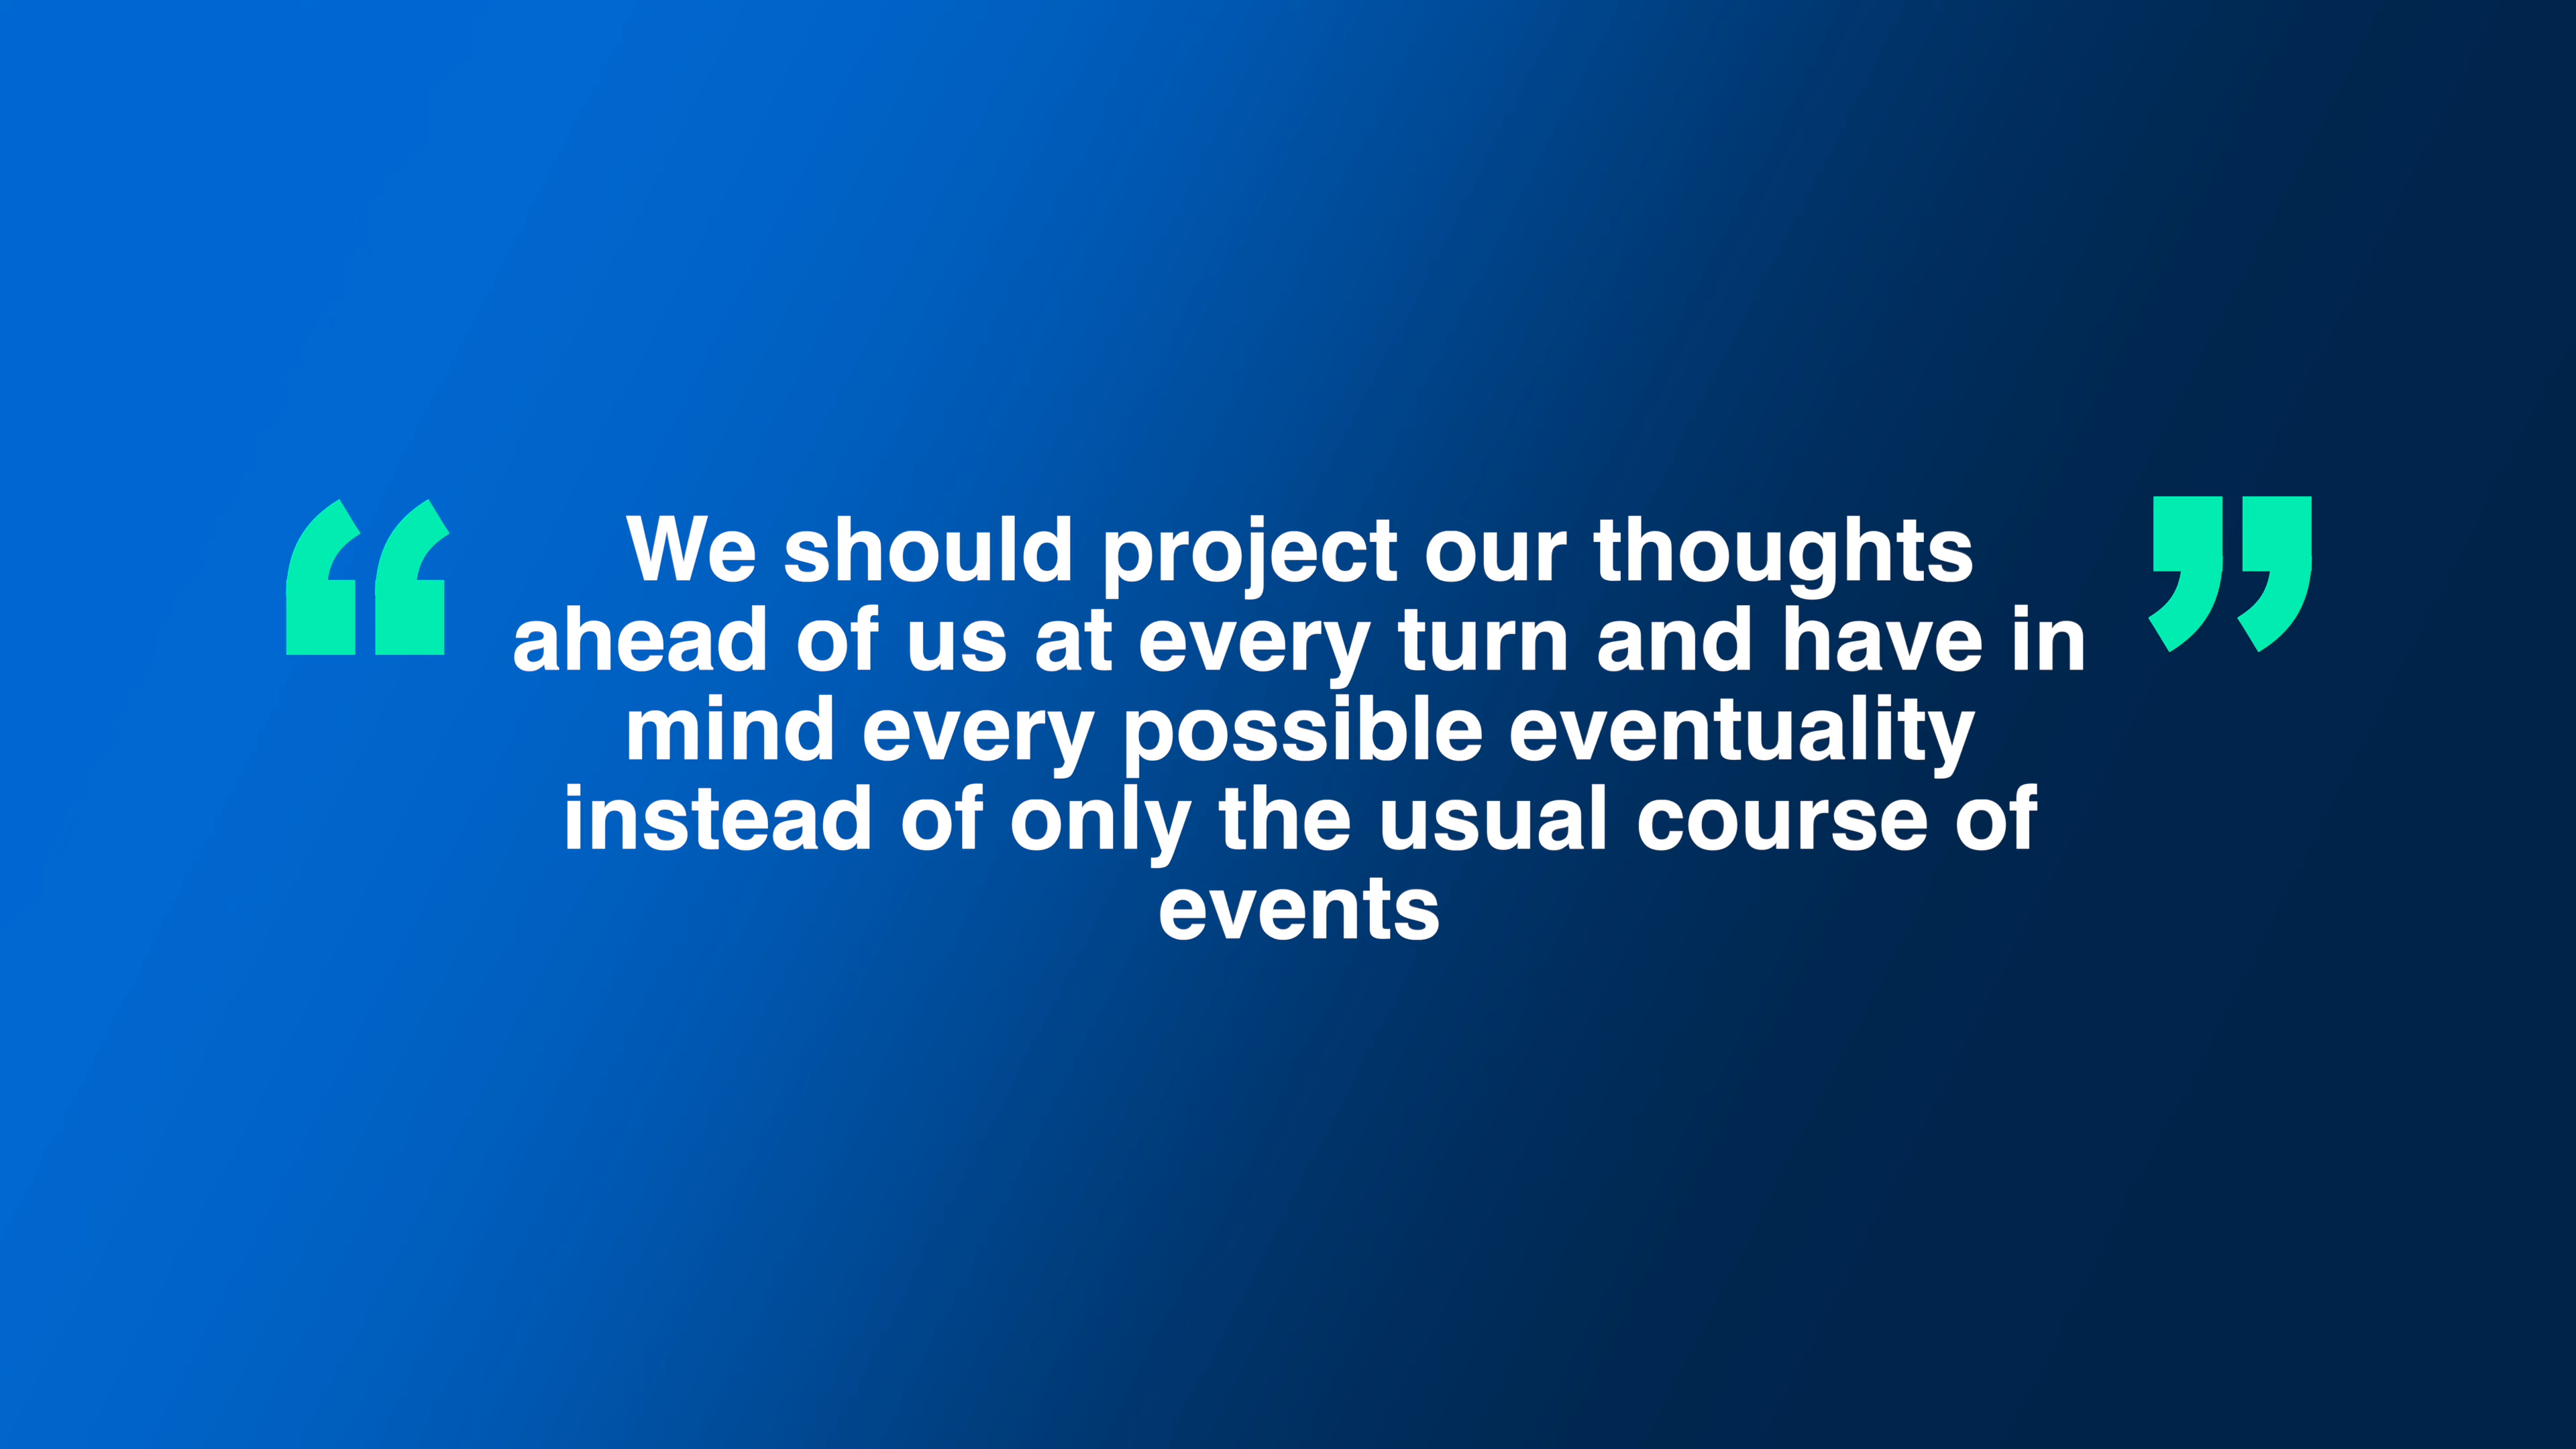 “We should project our thoughts”
ahead of us at every turn and have in
mind every possible eventuality
instead of only the usual course of
events